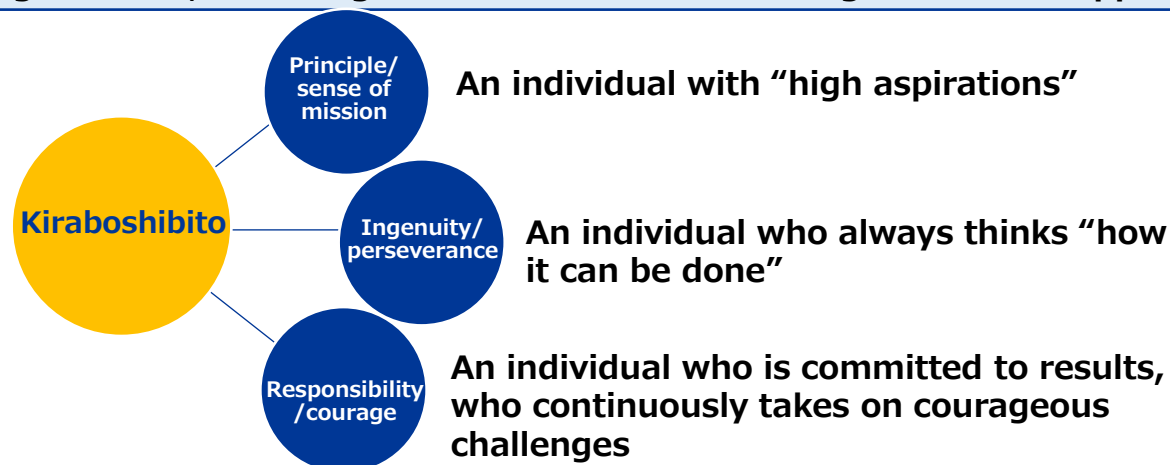 Principle/
sense of
mission
An individual with “high aspirations”
Kiraboshibito
Ingenuity/
perseverance
An individual who always thinks “how
it can be done”
Responsibility
/courage
An individual who is committed to results,
who continuously takes on courageous
challenges